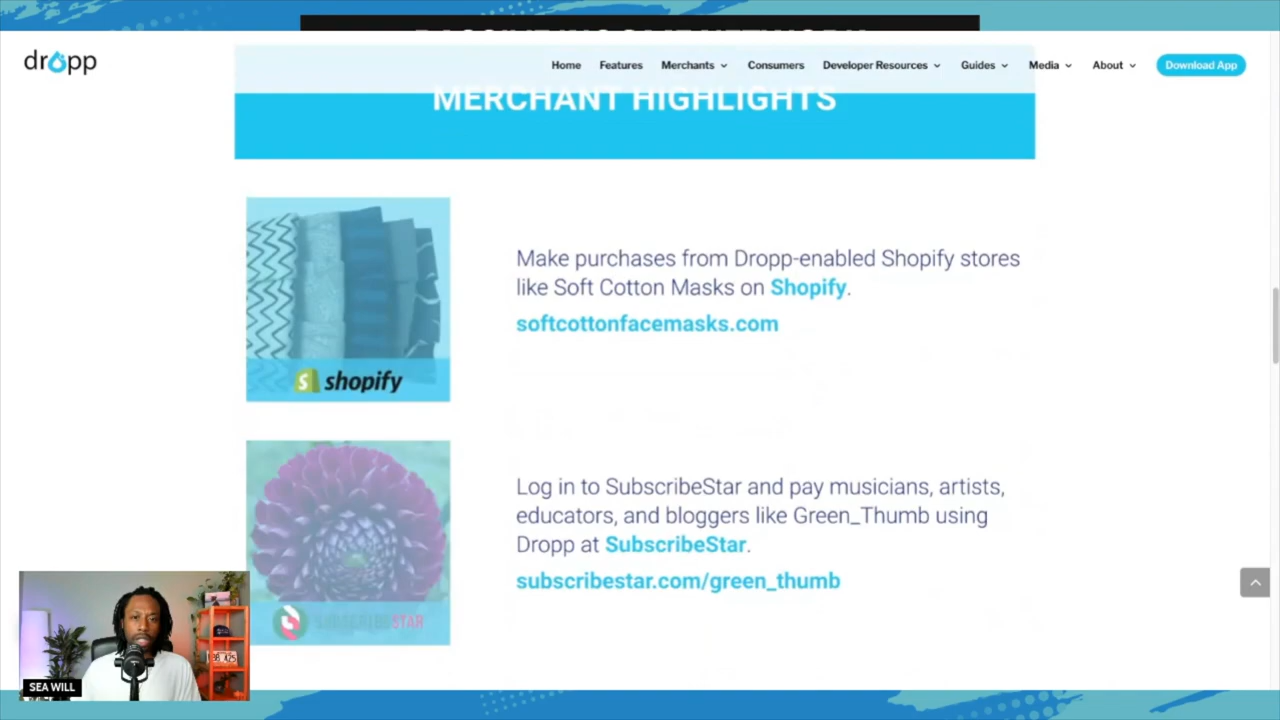 dropp
Home Features Merchants Consumers Developer Resources Guides Media About Download App
MERCHANT HIGHLIGHTS
Make purchases from Dropp-enabled Shopify stores
like Soft Cotton Masks on Shopify.
softcottonfacemasks.com
shopify
Log in to SubscribeStar and pay musicians, artists,
educators, and bloggers like Green_Thumb using
Dropp at SubscribeStar.
subscribestar.com/green_thumb
SUBSCRIBESTAR
SEA WILL